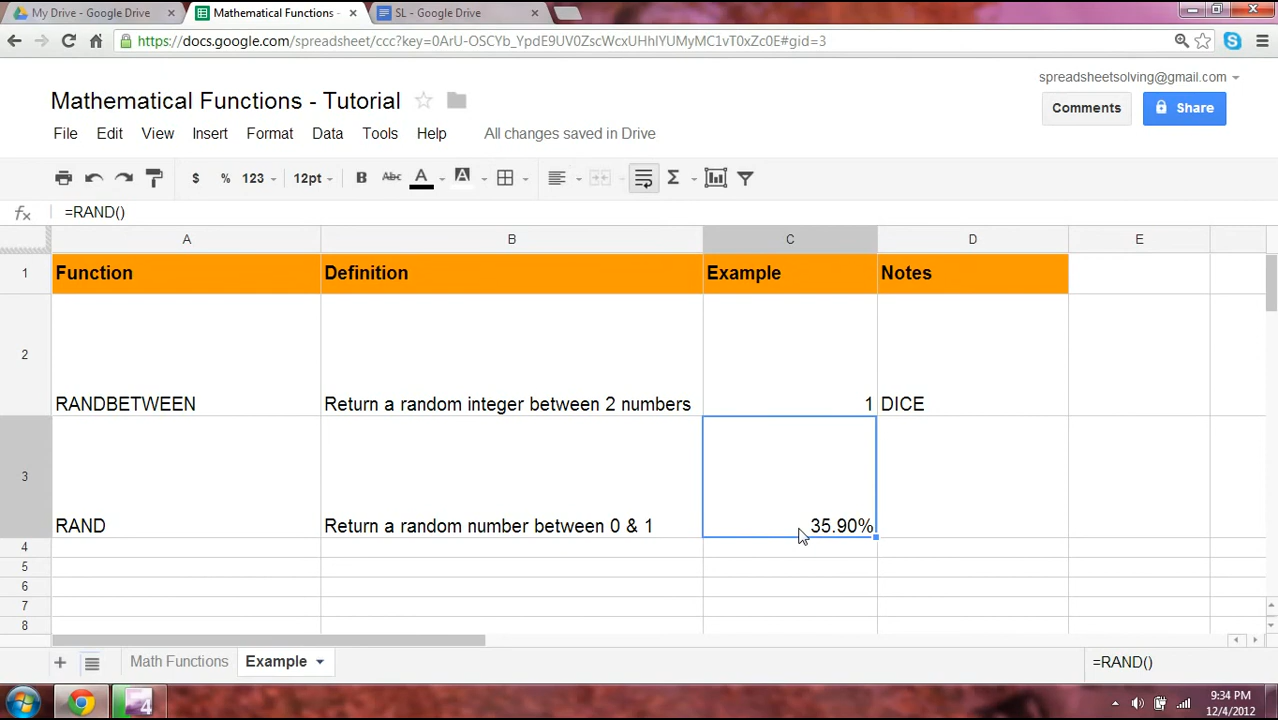 My Drive - Google Drive
Mathematical Functions -
SL - Google Drive
https://docs.google.com/spreadsheet/ccc?key=0ArU-OSCYb_YpdE9UV0ZscWcxUHhlYUMyMC1vT0xZc0E#gid=3
spreadsheetsolving@gmail.com
Mathematical Functions - Tutorial
Comments
Share
File Edit View Insert Format Data Tools Help All changes saved in Drive
$ % 123 12pt B Abc A A Σ
fx =RAND()
A B C D E
1 Function Definition Example Notes
2 RANDBETWEEN Return a random integer between 2 numbers 1 DICE
3 RAND Return a random number between 0 & 1 35.90%
4
5
6
7
8
+ Math Functions Example =RAND()
4
9:34 PM
12/4/2012